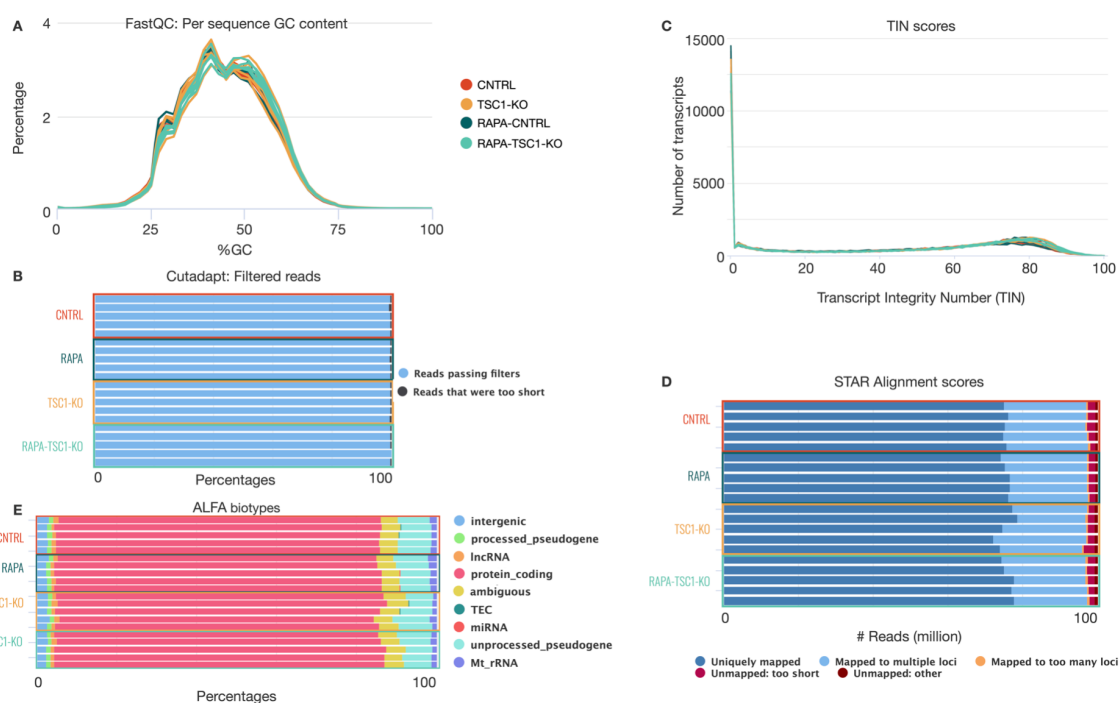 A
FastQC: Per sequence GC content
4
2
0
Percentage
0 25 50 75 100
%GC
CNTRL
TSC1-KO
RAPA-CNTRL
RAPA-TSC1-KO
B
Cutadapt: Filtered reads
CNTRL
RAPA
TSC1-KO
RAPA-TSC1-KO
0 100
Percentages
Reads passing filters
Reads that were too short
E
ALFA biotypes
CNTRL
RAPA
C1-KO
C1-KO
0 100
Percentages
intergenic
processed_pseudogene
lncRNA
protein_coding
ambiguous
TEC
miRNA
unprocessed_pseudogene
Mt_rRNA
C
TIN scores
15000
10000
5000
0
Number of transcripts
0 20 40 60 80 100
Transcript Integrity Number (TIN)
D
STAR Alignment scores
CNTRL
RAPA
TSC1-KO
RAPA-TSC1-KO
0 100
# Reads (million)
Uniquely mapped Mapped to multiple loci Mapped to too many loci
Unmapped: too short Unmapped: other